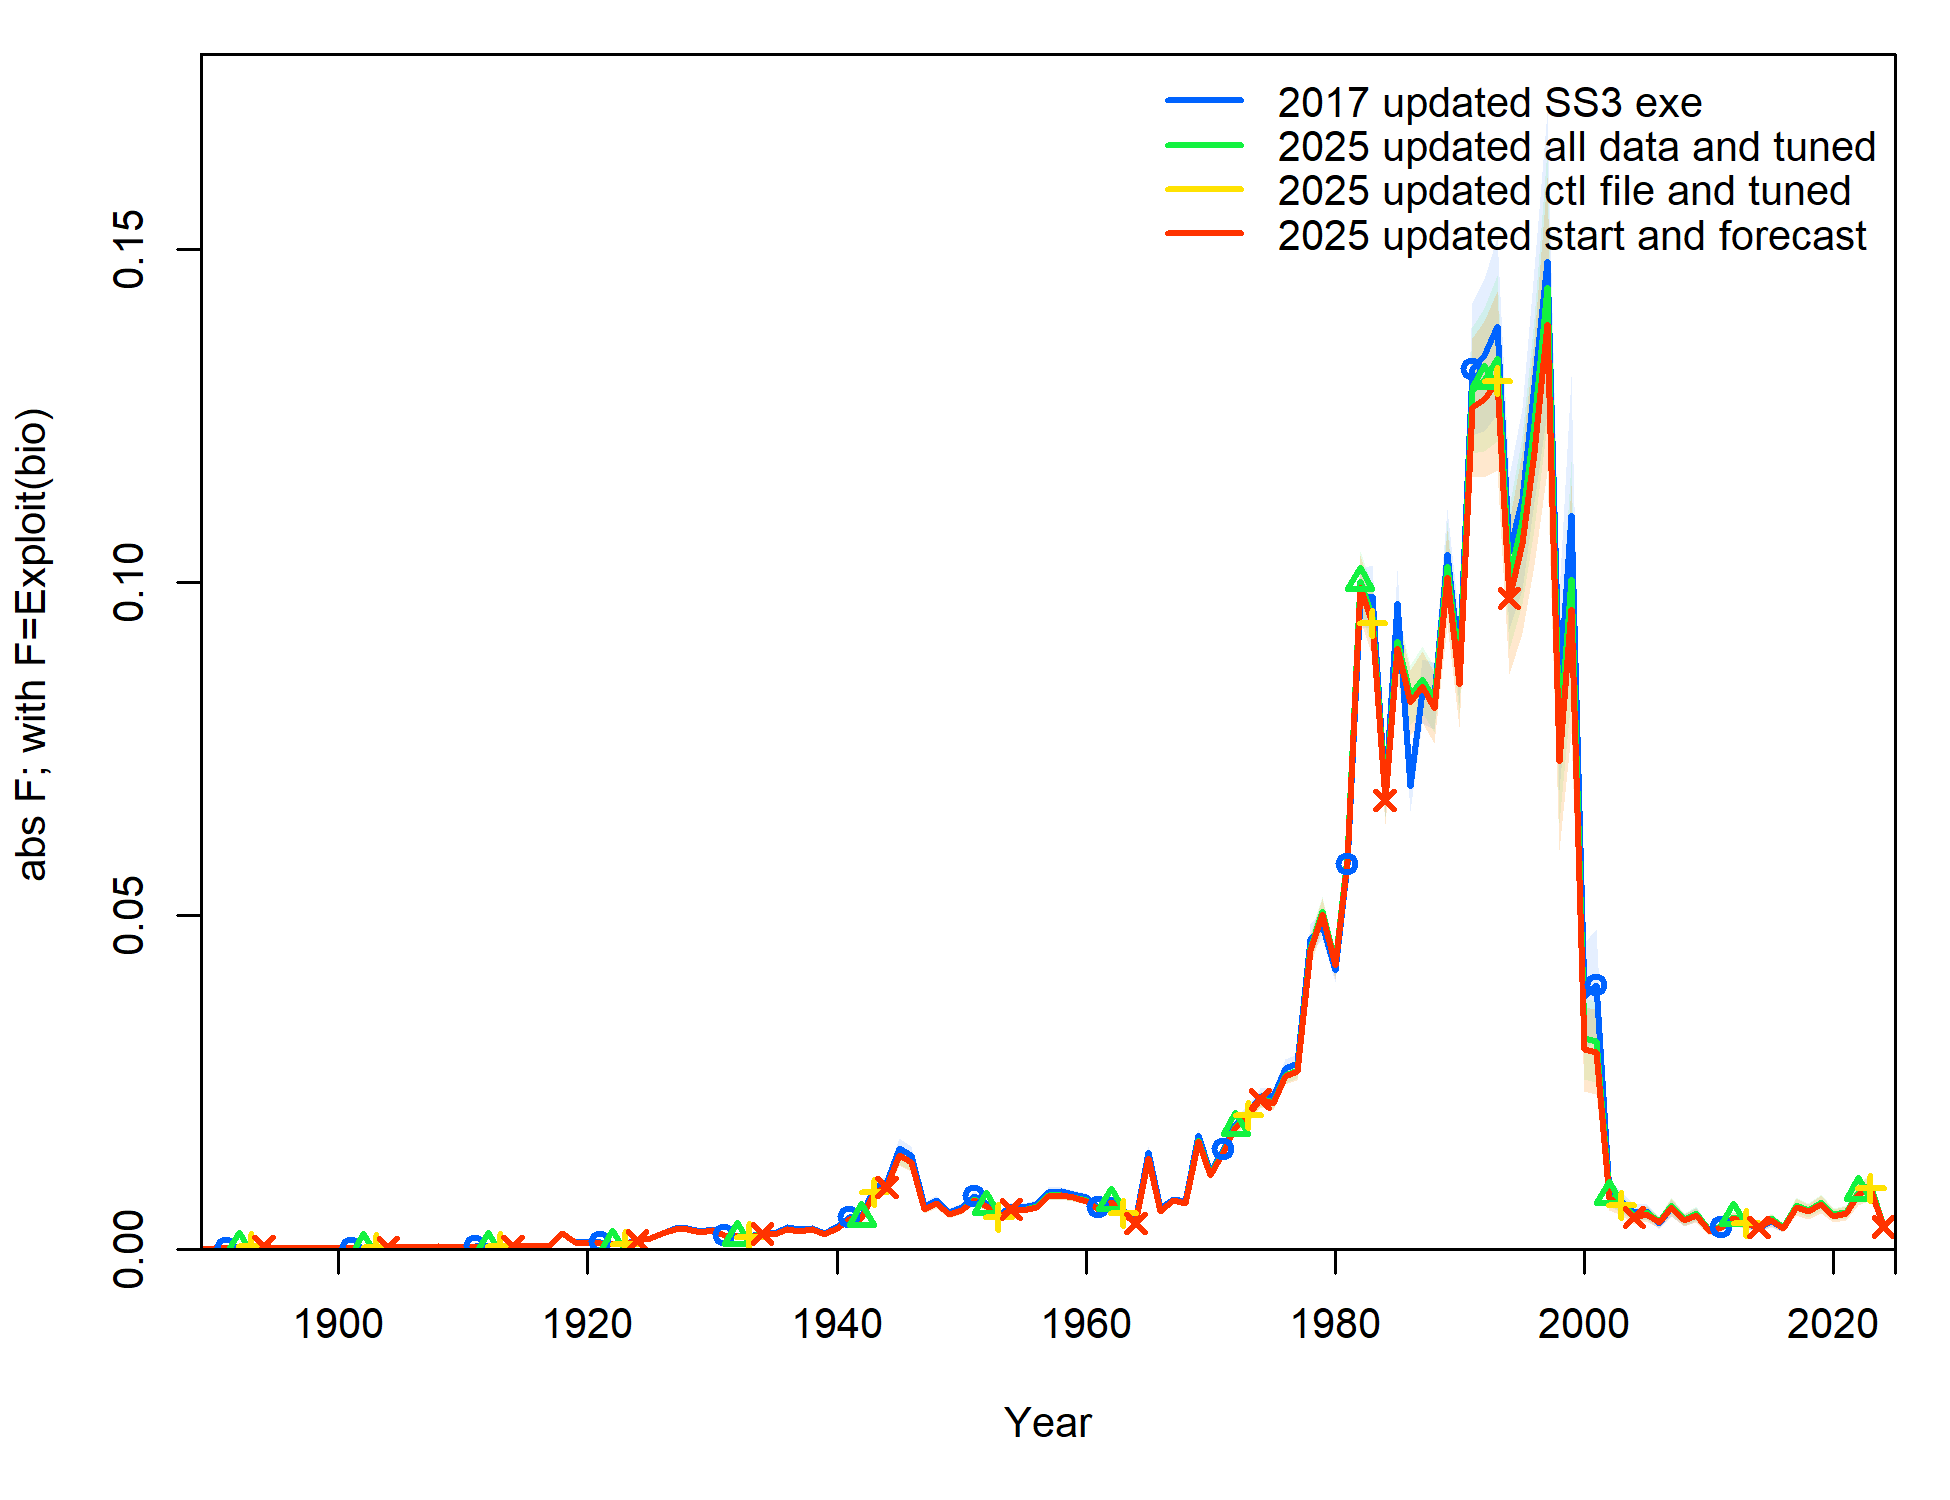 2017 updated SS3 exe
2025 updated all data and tuned
2025 updated ctl file and tuned
2025 updated start and forecast
abs F; with F=Exploit(bio)
0.15
0.10
0.05
0.00
1900 1920 1940 1960 1980 2000 2020
Year